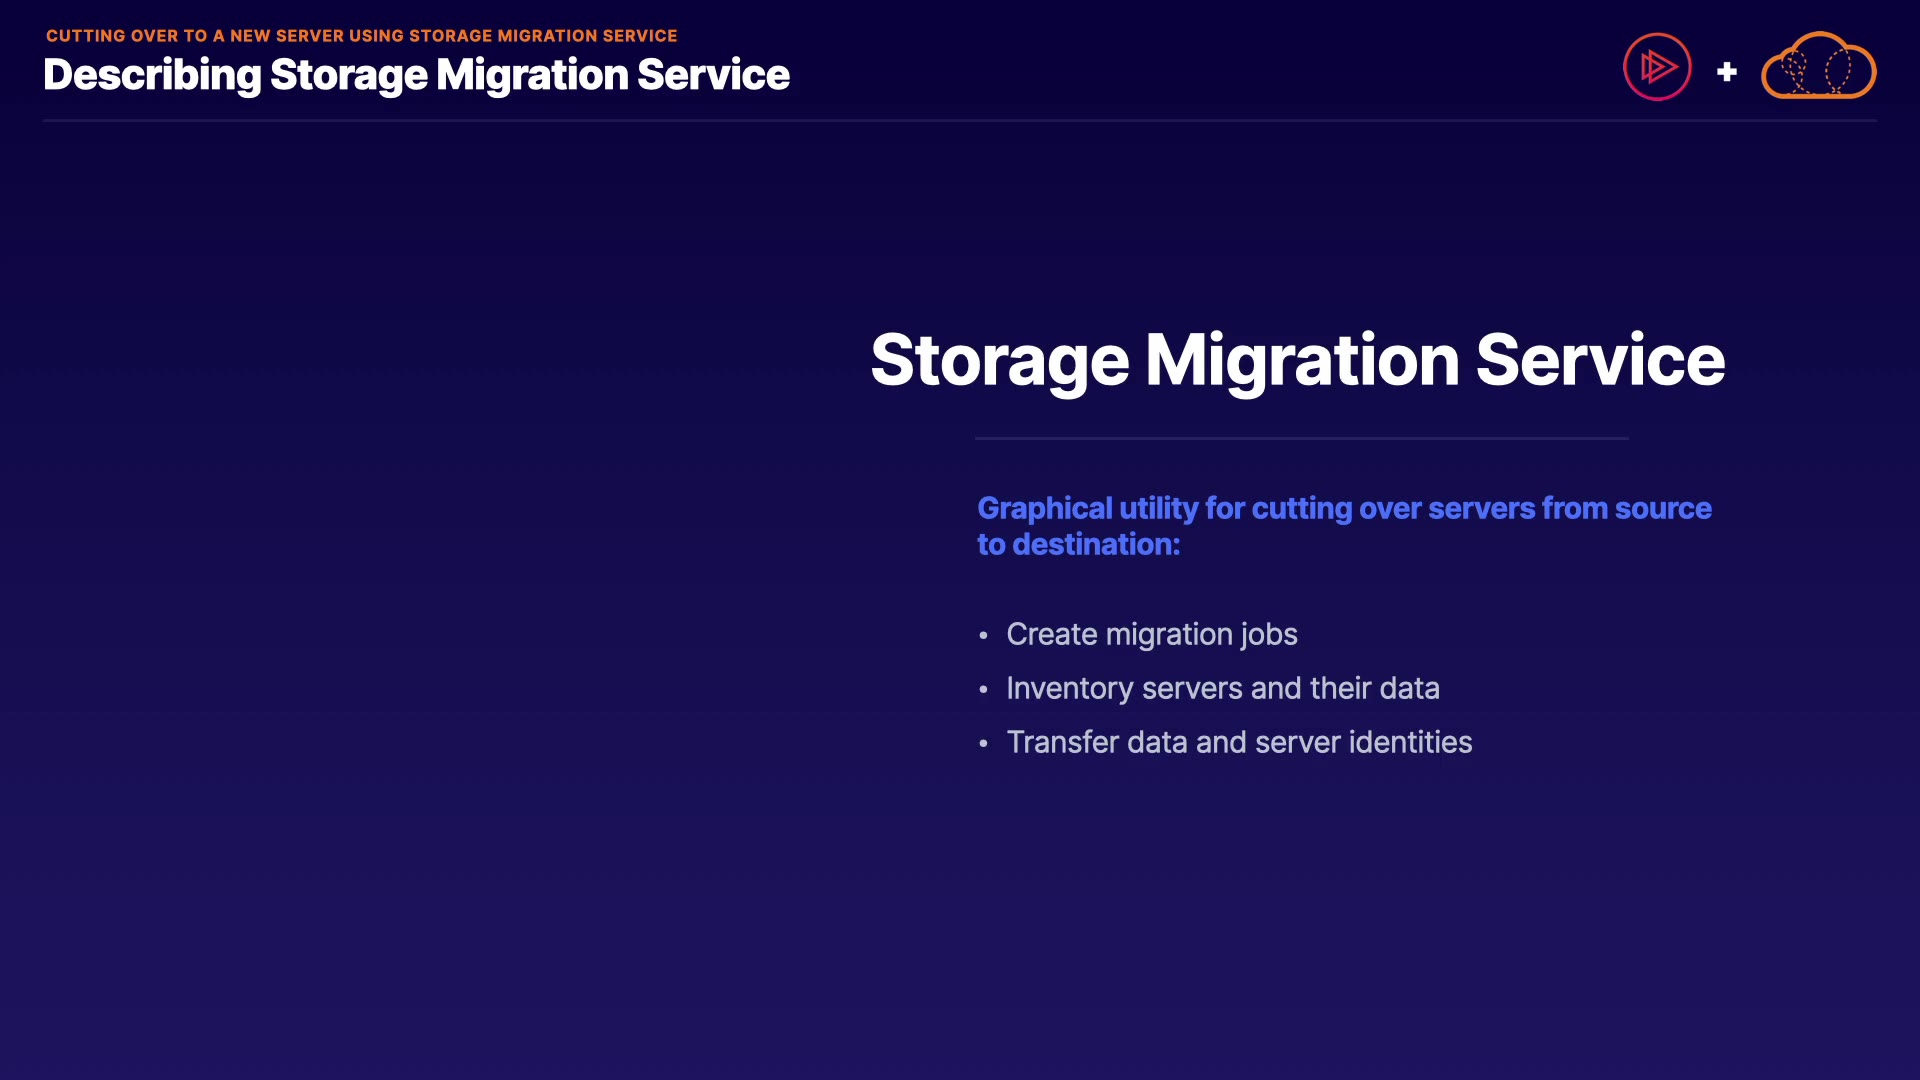 CUTTING OVER TO A NEW SERVER USING STORAGE MIGRATION SERVICE
Describing Storage Migration Service
Storage Migration Service
Graphical utility for cutting over servers from source
to destination:
• Create migration jobs
• Inventory servers and their data
• Transfer data and server identities